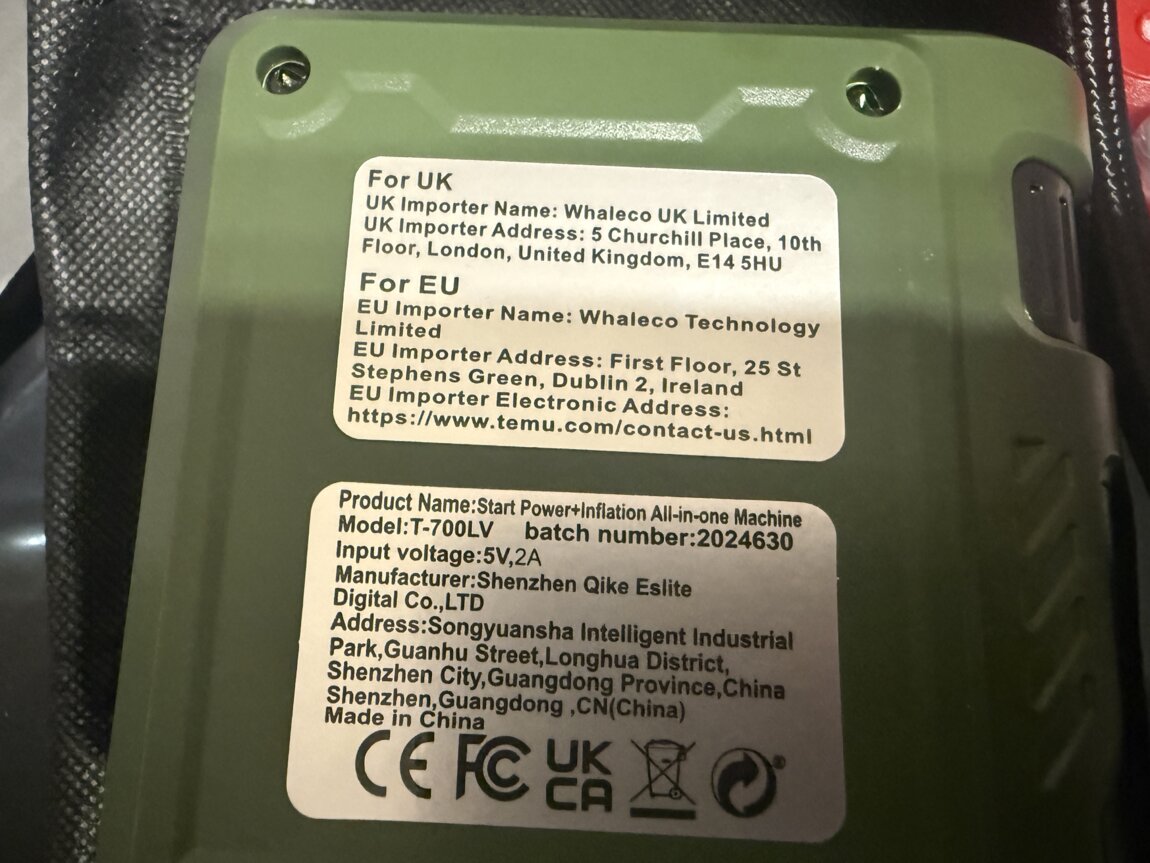 For UK
UK Importer Name: Whaleco UK Limited
UK Importer Address: 5 Churchill Place, 10th
Floor, London, United Kingdom, E14 5HU
For EU
EU Importer Name: Whaleco Technology
Limited
EU Importer Address: First Floor, 25 St
Stephens Green, Dublin 2, Ireland
EU Importer Electronic Address:
https://www.temu.com/contact-us.html
Product Name:Start Power+Inflation All-in-one Machine
Model:T-700LV batch number:2024630
Input voltage:5V,2A
Manufacturer:Shenzhen Qike Eslite
Digital Co.,LTD
Address:Songyuansha Intelligent Industrial
Park,Guanhu Street,Longhua District,
Shenzhen City,Guangdong Province,China
Shenzhen,Guangdong ,CN(China)
Made in China
CE FC UK
CA ®